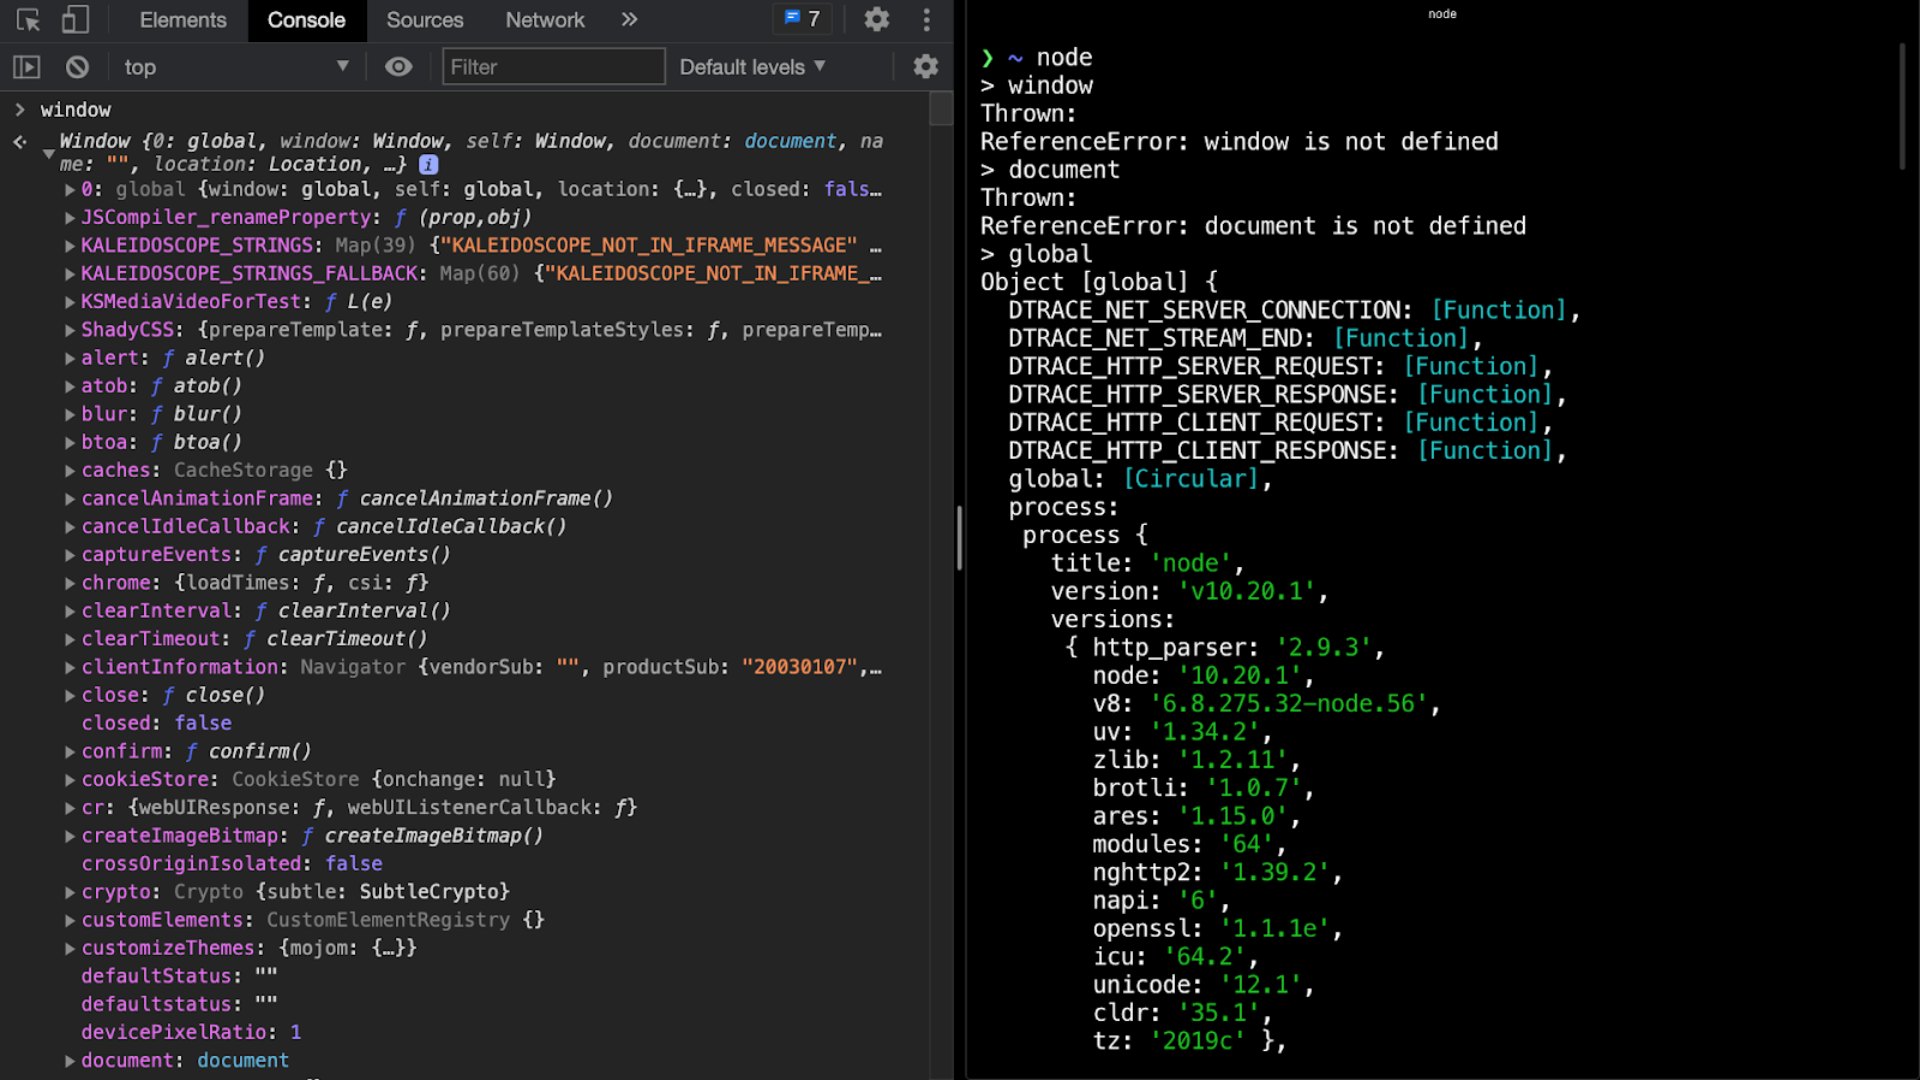 Elements Console Sources Network » 7
top Filter Default levels
> window
Window {0: global, window: Window, self: Window, document: document, na
me: "", location: Location, …} i
0: global {window: global, self: global, location: {…}, closed: fals…
JSCompiler_renameProperty: ƒ (prop,obj)
KALEIDOSCOPE_STRINGS: Map(39) {"KALEIDOSCOPE_NOT_IN_IFRAME_MESSAGE" …
KALEIDOSCOPE_STRINGS_FALLBACK: Map(60) {"KALEIDOSCOPE_NOT_IN_IFRAME_…
KSMediaVideoForTest: ƒ L(e)
ShadyCSS: {prepareTemplate: ƒ, prepareTemplateStyles: ƒ, prepareTemp…
alert: ƒ alert()
atob: ƒ atob()
blur: ƒ blur()
btoa: ƒ btoa()
caches: CacheStorage {}
cancelAnimationFrame: ƒ cancelAnimationFrame()
cancelIdleCallback: ƒ cancelIdleCallback()
captureEvents: ƒ captureEvents()
chrome: {loadTimes: ƒ, csi: ƒ}
clearInterval: ƒ clearInterval()
clearTimeout: ƒ clearTimeout()
clientInformation: Navigator {vendorSub: "", productSub: "20030107",…
close: ƒ close()
closed: false
confirm: ƒ confirm()
cookieStore: CookieStore {onchange: null}
cr: {webUIResponse: ƒ, webUIListenerCallback: ƒ}
createImageBitmap: ƒ createImageBitmap()
crossOriginIsolated: false
crypto: Crypto {subtle: SubtleCrypto}
customElements: CustomElementRegistry {}
customizeThemes: {mojom: {…}}
defaultStatus: ""
defaultstatus: ""
devicePixelRatio: 1
document: document
node
❯ ~ node
> window
Thrown:
ReferenceError: window is not defined
> document
Thrown:
ReferenceError: document is not defined
> global
Object [global] {
DTRACE_NET_SERVER_CONNECTION: [Function],
DTRACE_NET_STREAM_END: [Function],
DTRACE_HTTP_SERVER_REQUEST: [Function],
DTRACE_HTTP_SERVER_RESPONSE: [Function],
DTRACE_HTTP_CLIENT_REQUEST: [Function],
DTRACE_HTTP_CLIENT_RESPONSE: [Function],
global: [Circular],
process:
process {
title: 'node',
version: 'v10.20.1',
versions:
{ http_parser: '2.9.3',
node: '10.20.1',
v8: '6.8.275.32-node.56',
uv: '1.34.2',
zlib: '1.2.11',
brotli: '1.0.7',
ares: '1.15.0',
modules: '64',
nghttp2: '1.39.2',
napi: '6',
openssl: '1.1.1e',
icu: '64.2',
unicode: '12.1',
cldr: '35.1',
tz: '2019c' },